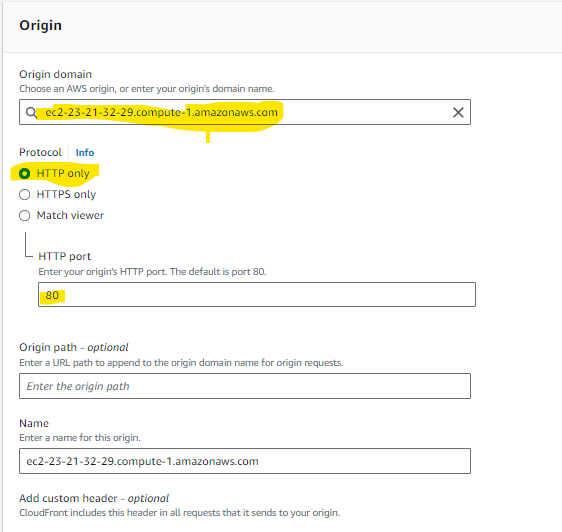 Origin
Origin domain
Choose an AWS origin, or enter your origin's domain name.
ec2-23-21-32-29.compute-1.amazonaws.com
Protocol Info
HTTP only
HTTPS only
Match viewer
HTTP port
Enter your origin's HTTP port. The default is port 80.
80
Origin path - optional
Enter a URL path to append to the origin domain name for origin requests.
Enter the origin path
Name
Enter a name for this origin.
ec2-23-21-32-29.compute-1.amazonaws.com
Add custom header - optional
CloudFront includes this header in all requests that it sends to your origin.